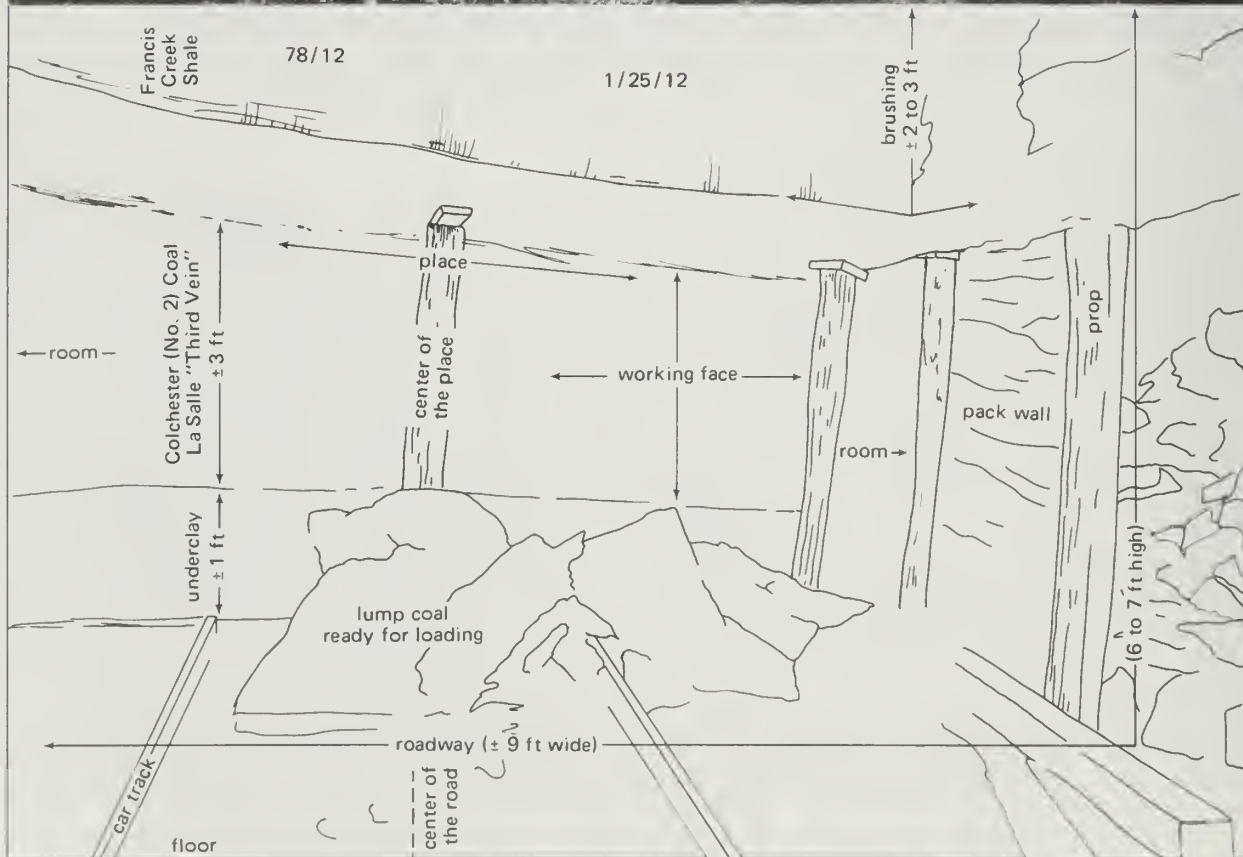 Francis
Creek
Shale
78/12
1/25/12
brushing
± 2 to 3 ft
place
Colchester (No. 2) Coal
La Salle "Third Vein"
± 3 ft
room
center of
the place
working face
prop
pack wall
room
underclay
± 1 ft
lump coal
ready for loading
(6 to 7 ft high)
roadway (± 9 ft wide)
car track
center of
the road
floor